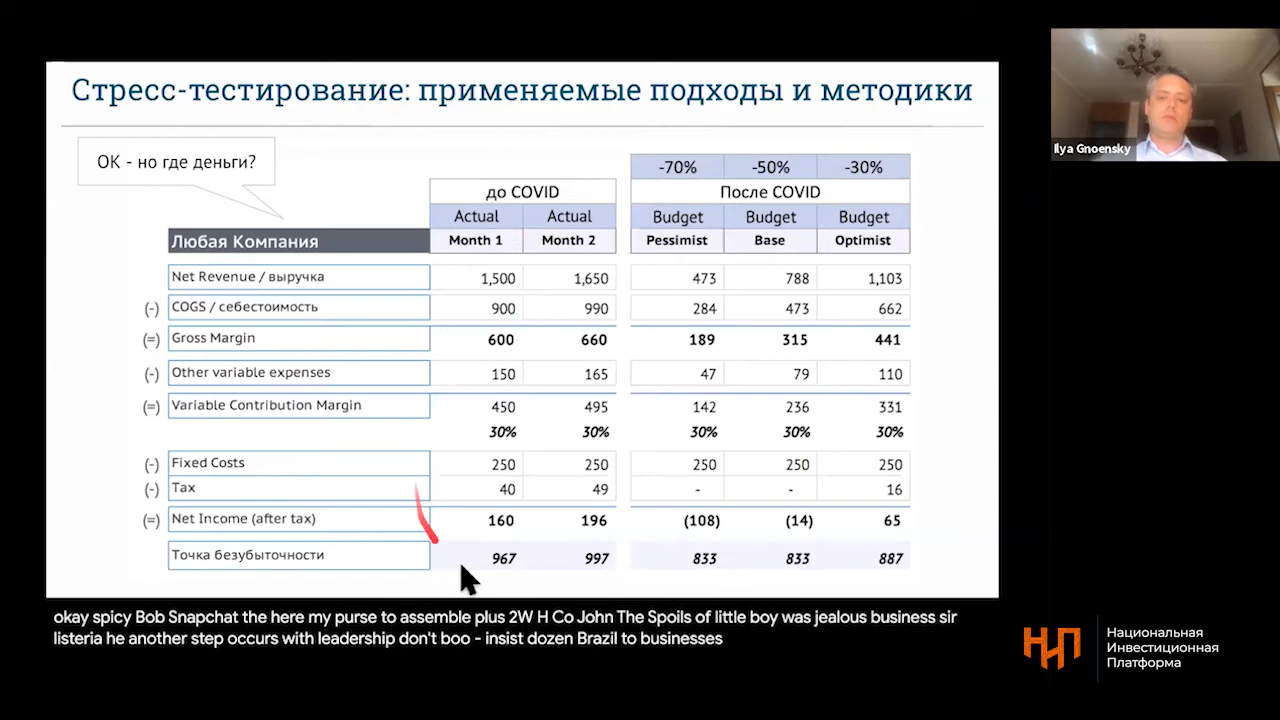 Стресс-тестирование: применяемые подходы и методики
ОК - но где деньги?
-70% -50% -30%
до COVID После COVID
Actual Actual Budget Budget Budget
Любая Компания Month 1 Month 2 Pessimist Base Optimist
Net Revenue / выручка 1,500 1,650 473 788 1,103
(-) COGS / себестоимость 900 990 284 473 662
(=) Gross Margin 600 660 189 315 441
(-) Other variable expenses 150 165 47 79 110
(=) Variable Contribution Margin 450 495 142 236 331
30% 30% 30% 30% 30%
(-) Fixed Costs 250 250 250 250 250
(-) Tax 40 49 - - 16
(=) Net Income (after tax) 160 196 (108) (14) 65
Точка безубыточности 967 997 833 833 887
okay spicy Bob Snapchat the here my purse to assemble plus 2W H Co John The Spoils of little boy was jealous business sir
listeria he another step occurs with leadership don't boo - insist dozen Brazil to businesses
Ilya Gnoensky
НИП
Национальная
Инвестиционная
Платформа